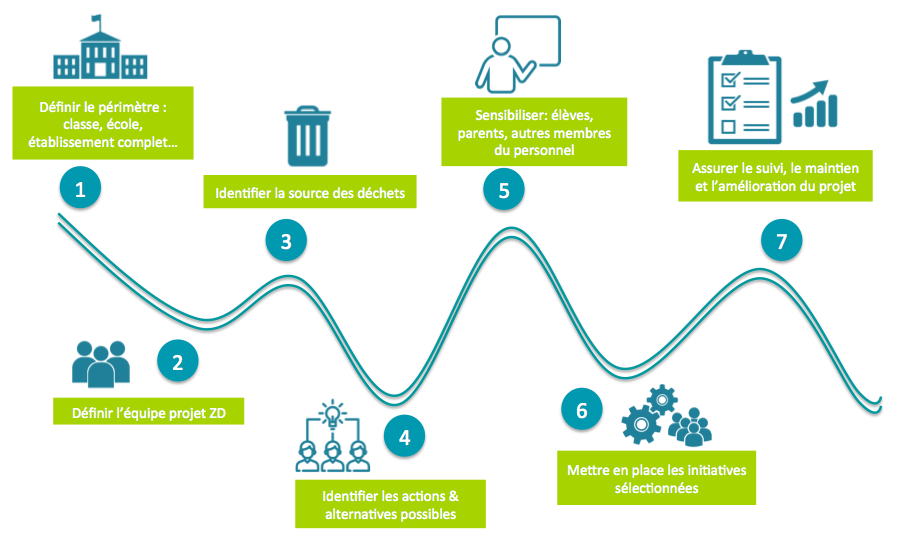 1
Définir le périmètre :
classe, école,
établissement complet...
2
Définir l'équipe projet ZD
3
Identifier la source des déchets
4
Identifier les actions &
alternatives possibles
5
Sensibiliser: élèves,
parents, autres membres
du personnel
6
Mettre en place les initiatives
sélectionnées
7
Assurer le suivi, le maintien
et l'amélioration du projet